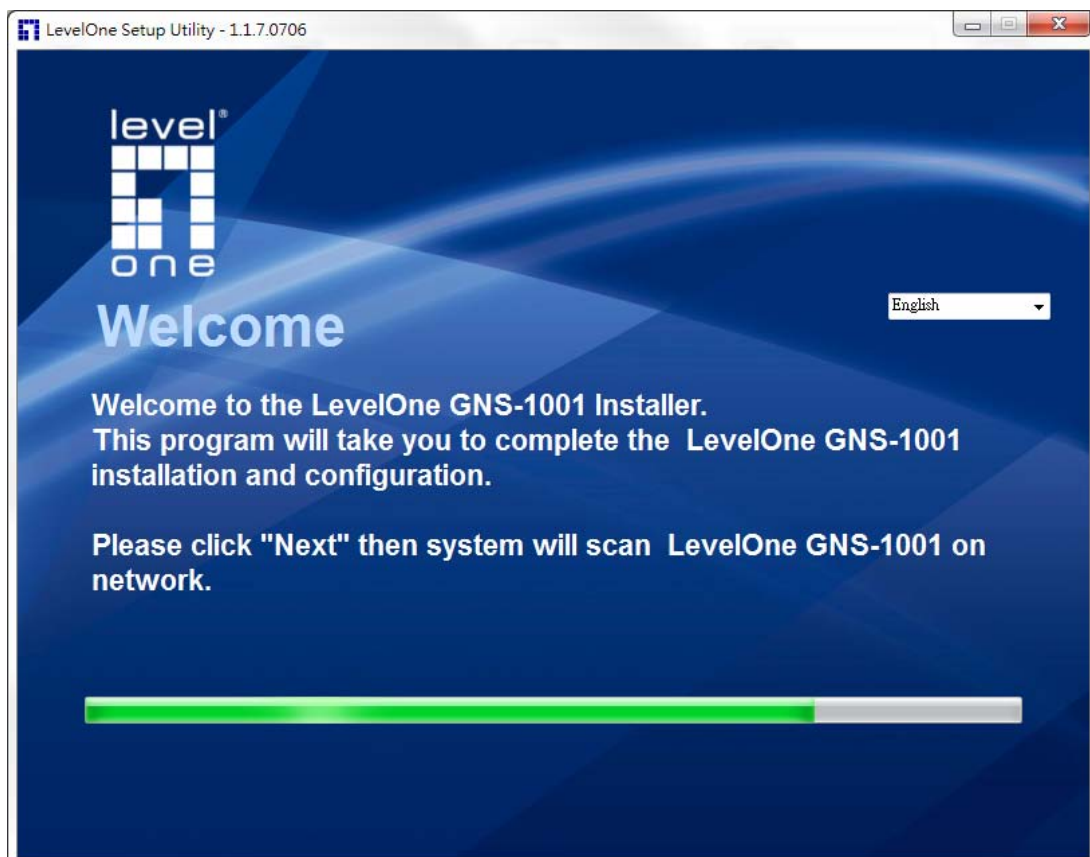 LevelOne Setup Utility - 1.1.7.0706
level®
one
English
Welcome
Welcome to the LevelOne GNS-1001 Installer.
This program will take you to complete the  LevelOne GNS-1001
installation and configuration.
Please click "Next" then system will scan  LevelOne GNS-1001 on
network.